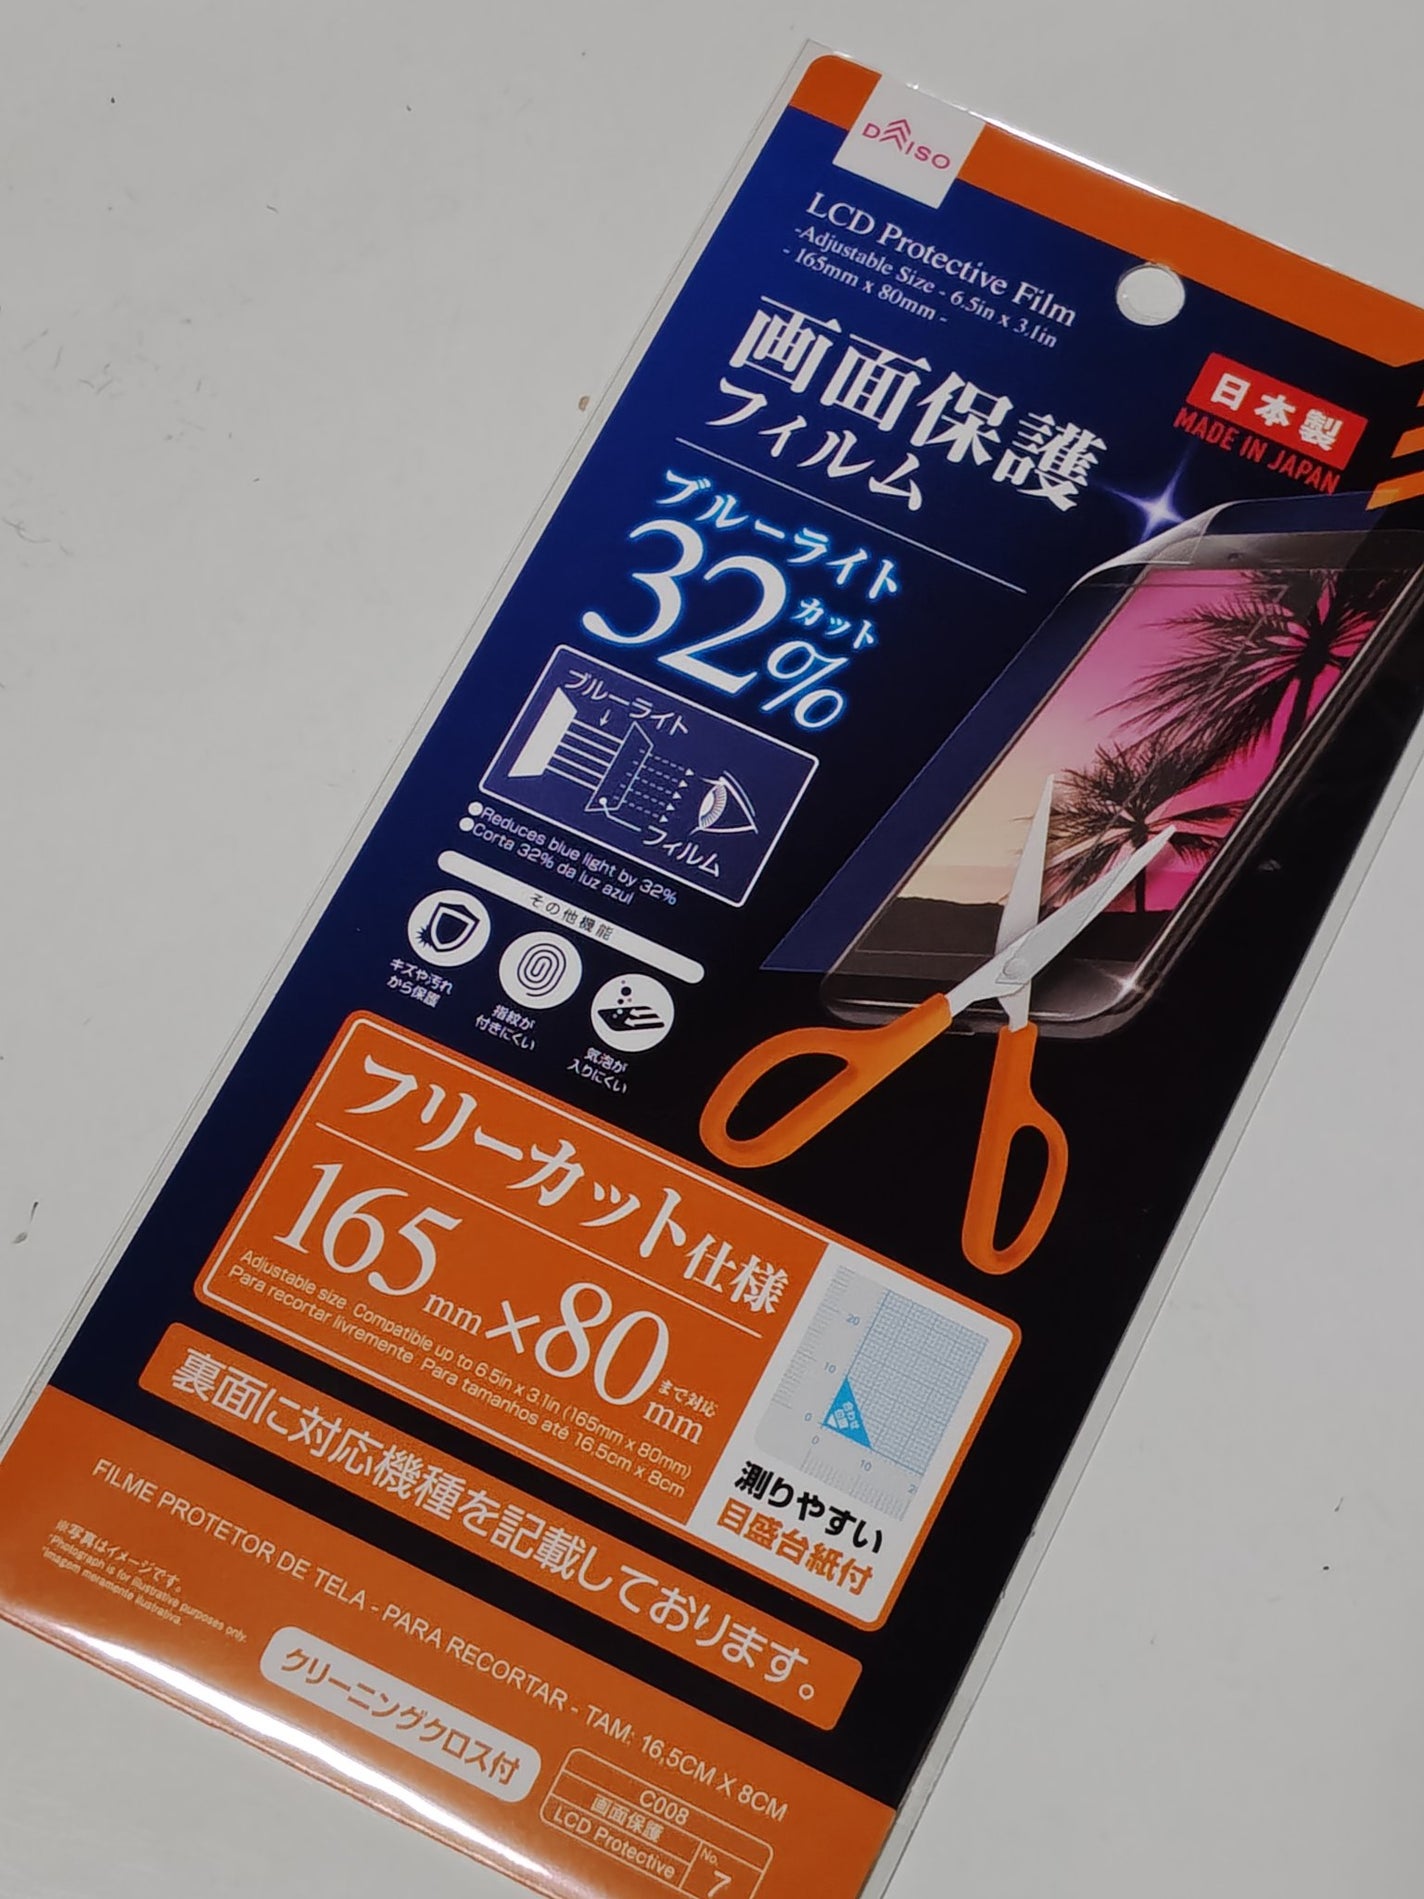 DAISO
LCD Protective Film
-Adjustable Size - 6.5in x 3.1in
- 165mm x 80mm -
画面保護
フィルム
日本製
MADE IN JAPAN
ブルーライト
カット
32%
ブルーライト
フィルム
●Reduces blue light by 32%
●Corta 32% da luz azul
その他機能
キズや汚れ
から保護
指紋が
付きにくい
気泡が
入りにくい
フリーカット仕様
165mm×80mm
まで対応
Adjustable size Compatible up to 6.5in x 3.1in (165mm x 80mm)
Para recortar livremente Para tamanhos até 16,5cm x 8cm
20
10
0
0
10
2
測りやすい
目盛台紙付
裏面に対応機種を記載しております。
FILME PROTETOR DE TELA - PARA RECORTAR - TAM: 16,5CM X 8CM
※写真はイメージです。
*Photograph is for illustrative purposes only.
*Imagem meramente ilustrativa.
クリーニングクロス付
C008
画面保護
LCD Protective
No.
7